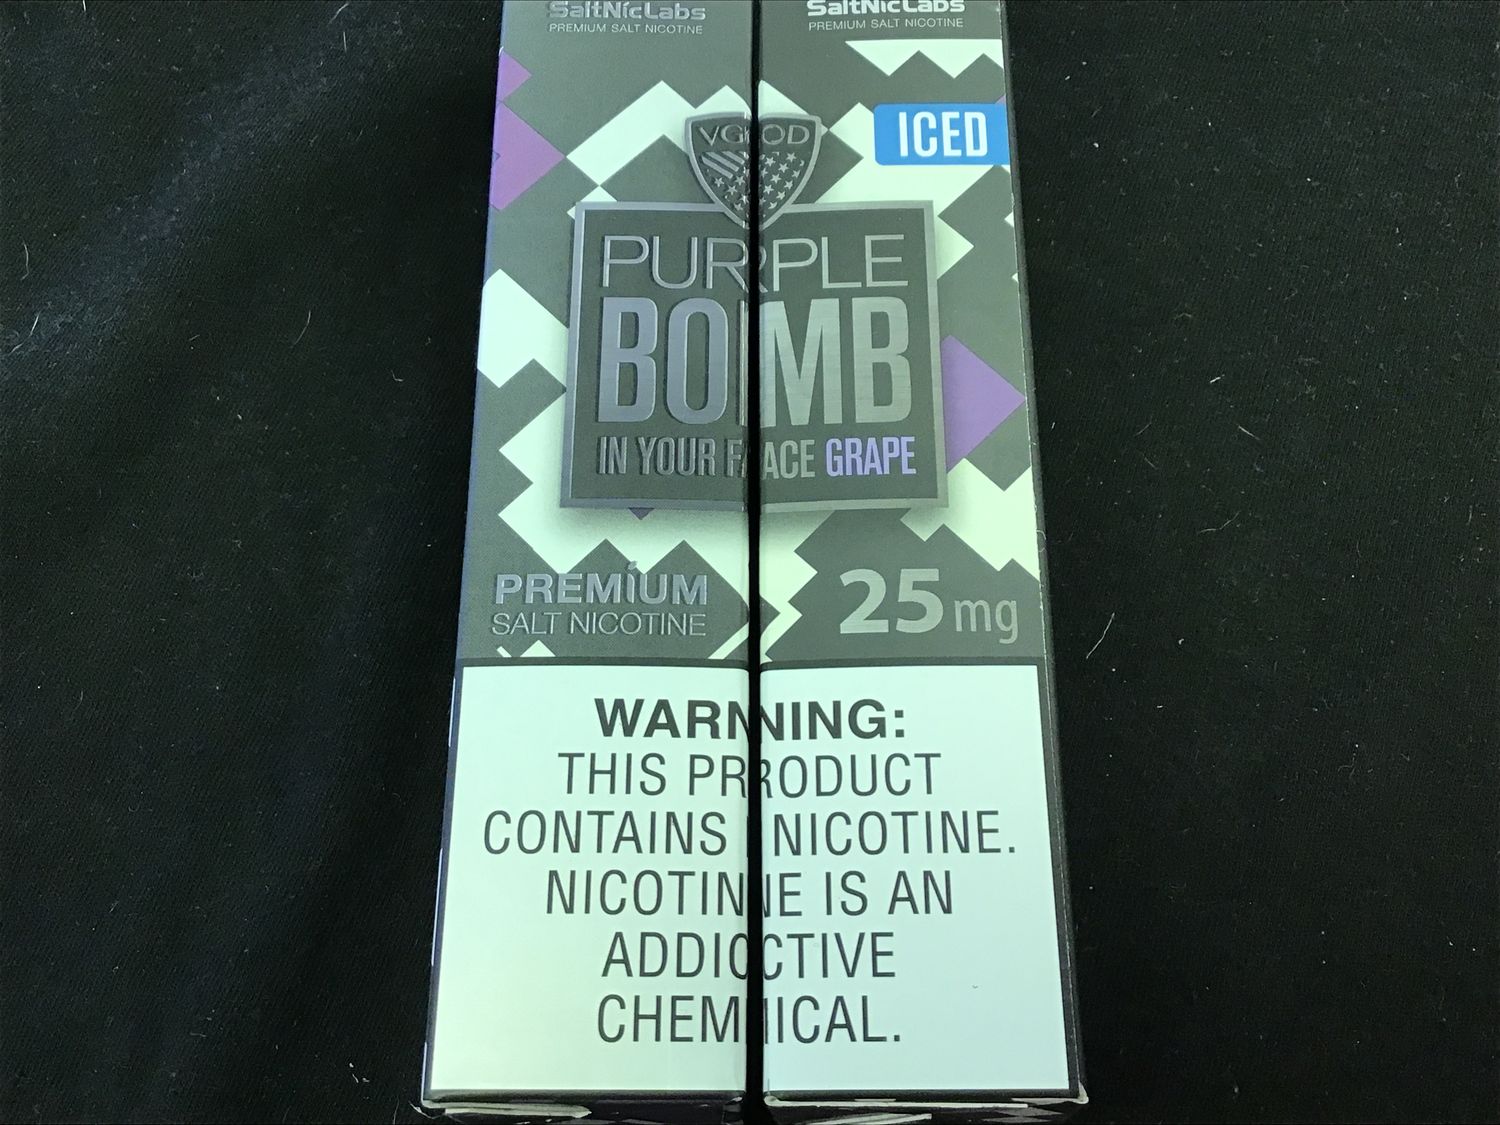 SaltNicLabs SaltNicLabs
PREMIUM SALT NICOTINE PREMIUM SALT NICOTINE
ICED
VGOD
PURPLE
BOMB
IN YOUR FACE GRAPE
PREMIUM
SALT NICOTINE
25mg
WARNING:
THIS PRODUCT
CONTAINS NICOTINE.
NICOTINE IS AN
ADDICTIVE
CHEMICAL.